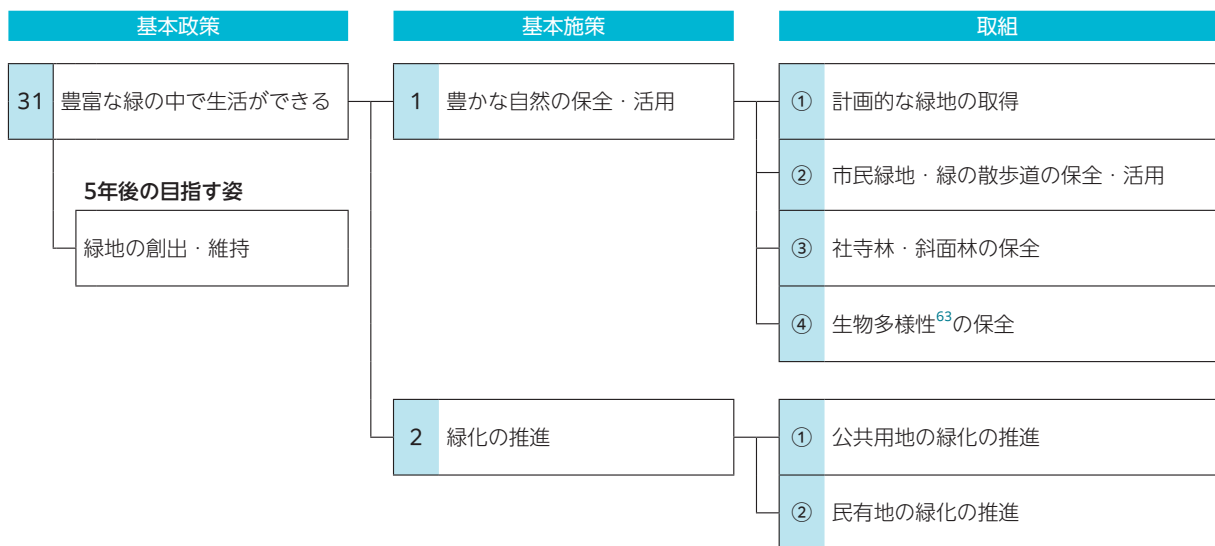 基本政策
基本施策
取組
31 豊富な緑の中で生活ができる
5年後の目指す姿
緑地の創出・維持
1 豊かな自然の保全・活用
① 計画的な緑地の取得
② 市民緑地・緑の散歩道の保全・活用
③ 社寺林・斜面林の保全
④ 生物多様性63の保全
2 緑化の推進
① 公共用地の緑化の推進
② 民有地の緑化の推進